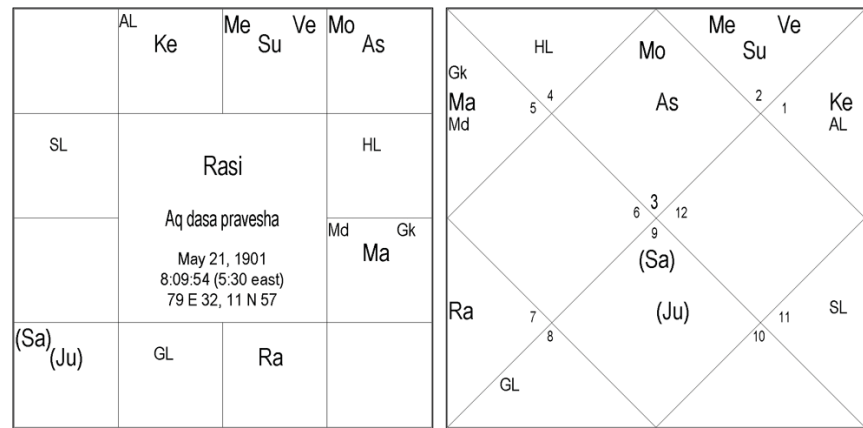 AL
Ke
Me Ve
Su
Mo
As
SL
HL
Rasi
Aq dasa pravesha
May 21, 1901
8:09:54 (5:30 east)
79 E 32, 11 N 57
Md Gk
Ma
(Sa)
(Ju)
GL
Ra
Me Ve
Su
HL
Mo
Gk
Ma
Md
5 4
As
2 1
Ke
AL
3
6 12
9
(Sa)
Ra
7
8
(Ju)
11
10
SL
GL